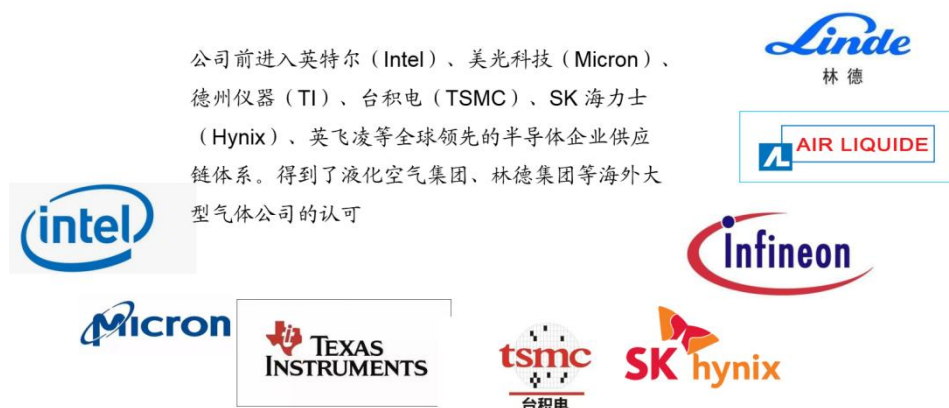 公司前进入英特尔（Intel）、美光科技（Micron）、
德州仪器（TI）、台积电（TSMC）、SK 海力士
（Hynix）、英飞凌等全球领先的半导体企业供应
链体系。得到了液化空气集团、林德集团等海外大
型气体公司的认可
Linde
林德
AIR LIQUIDE
intel
infineon
Micron
TEXAS
INSTRUMENTS
tsmc
台积电
SK hynix